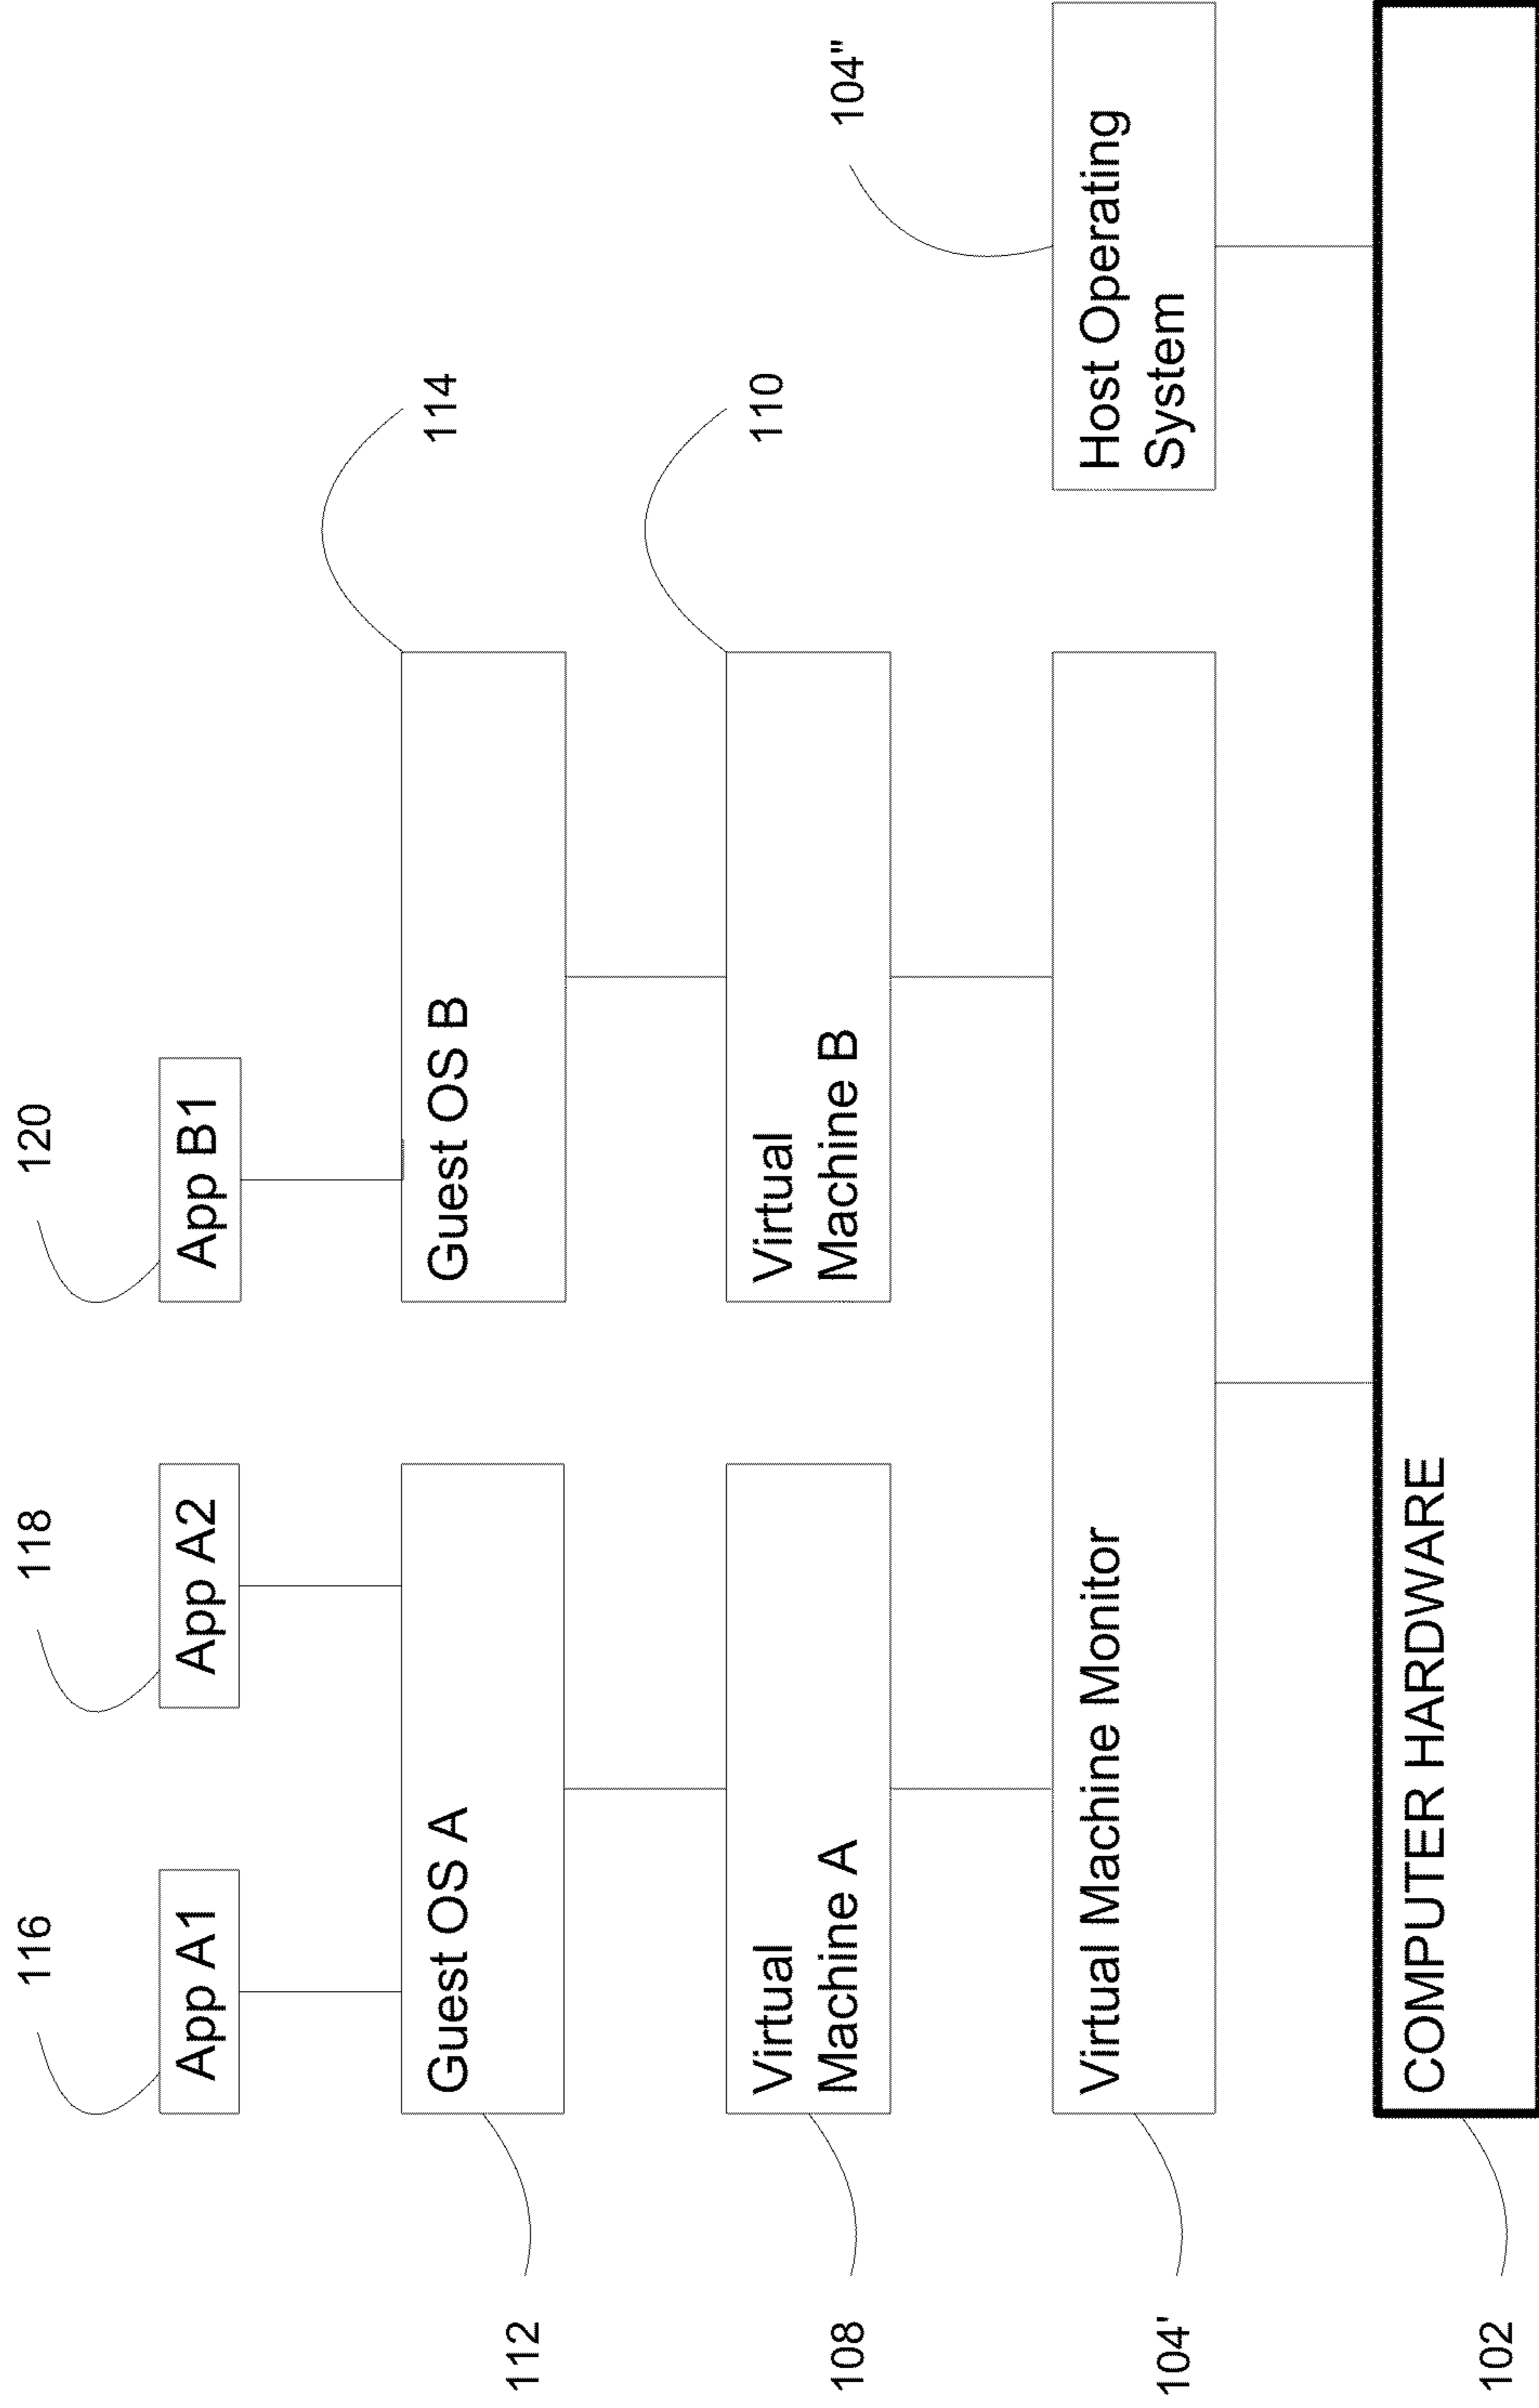 116
118
120
App A1
App A2
App B1
114
Guest OS A
Guest OS B
112
110
Virtual
Machine A
Virtual
Machine B
108
104"
Virtual Machine Monitor
Host Operating
System
104'
COMPUTER HARDWARE
102